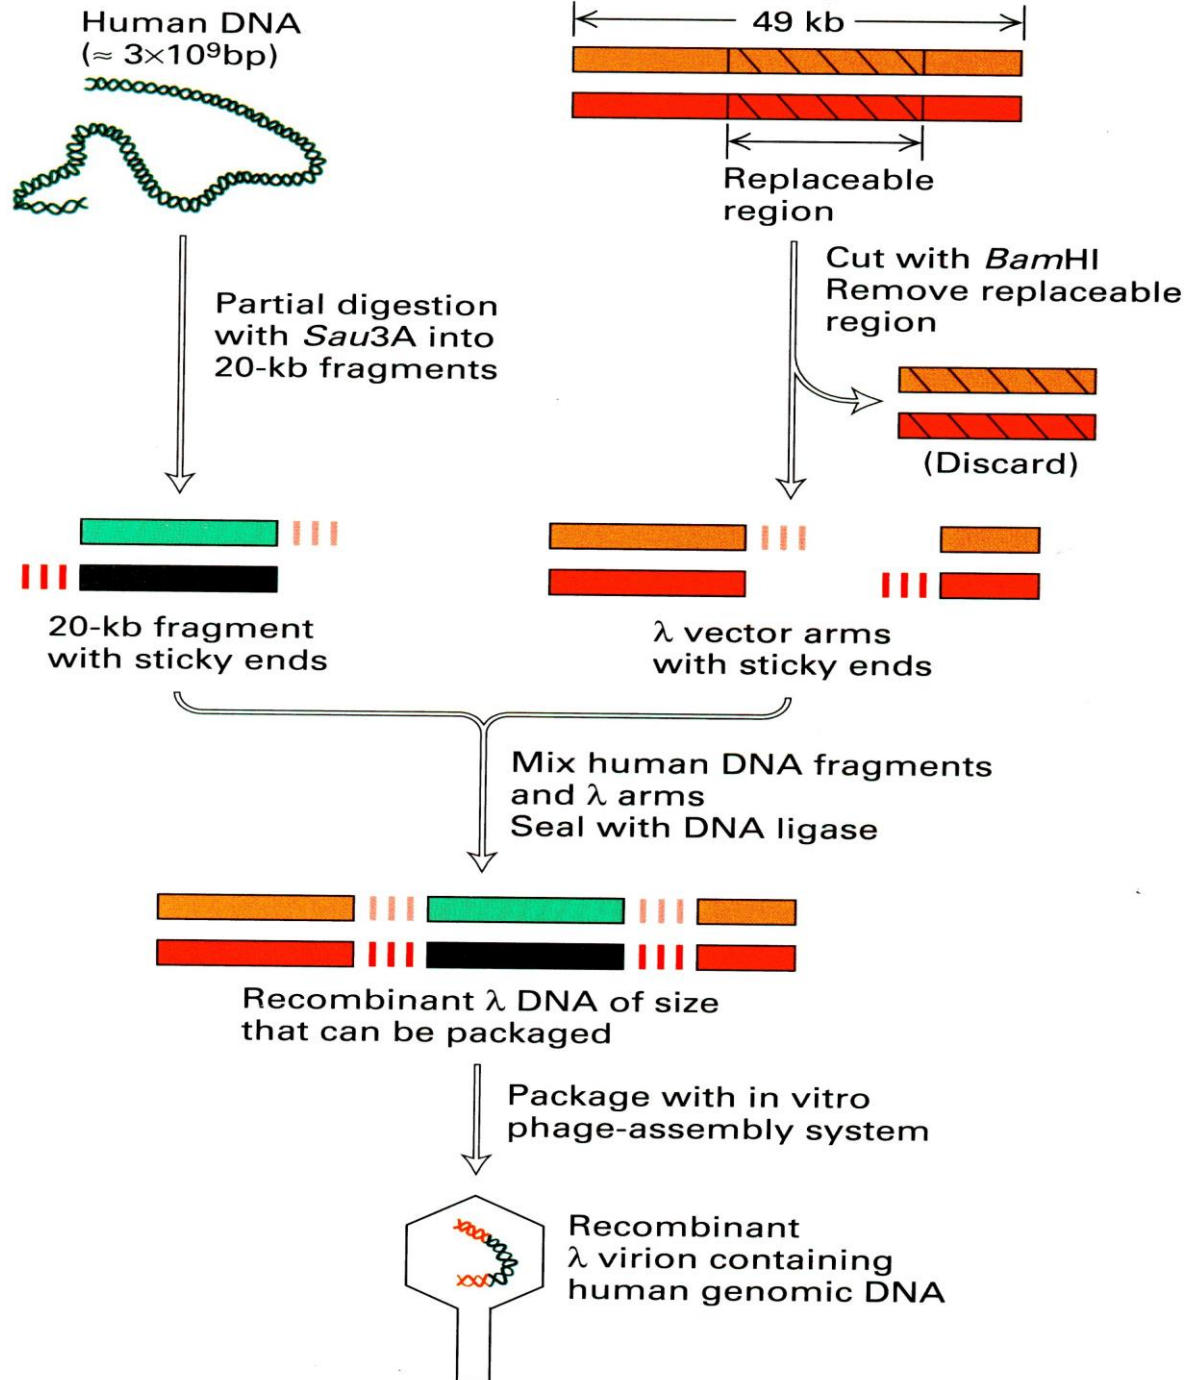 Human DNA
(≈ 3×10⁹bp)
49 kb
Replaceable
region
Cut with BamHI
Remove replaceable
region
Partial digestion
with Sau3A into
20-kb fragments
(Discard)
20-kb fragment
with sticky ends
λ vector arms
with sticky ends
Mix human DNA fragments
and λ arms
Seal with DNA ligase
Recombinant λ DNA of size
that can be packaged
Package with in vitro
phage-assembly system
Recombinant
λ virion containing
human genomic DNA